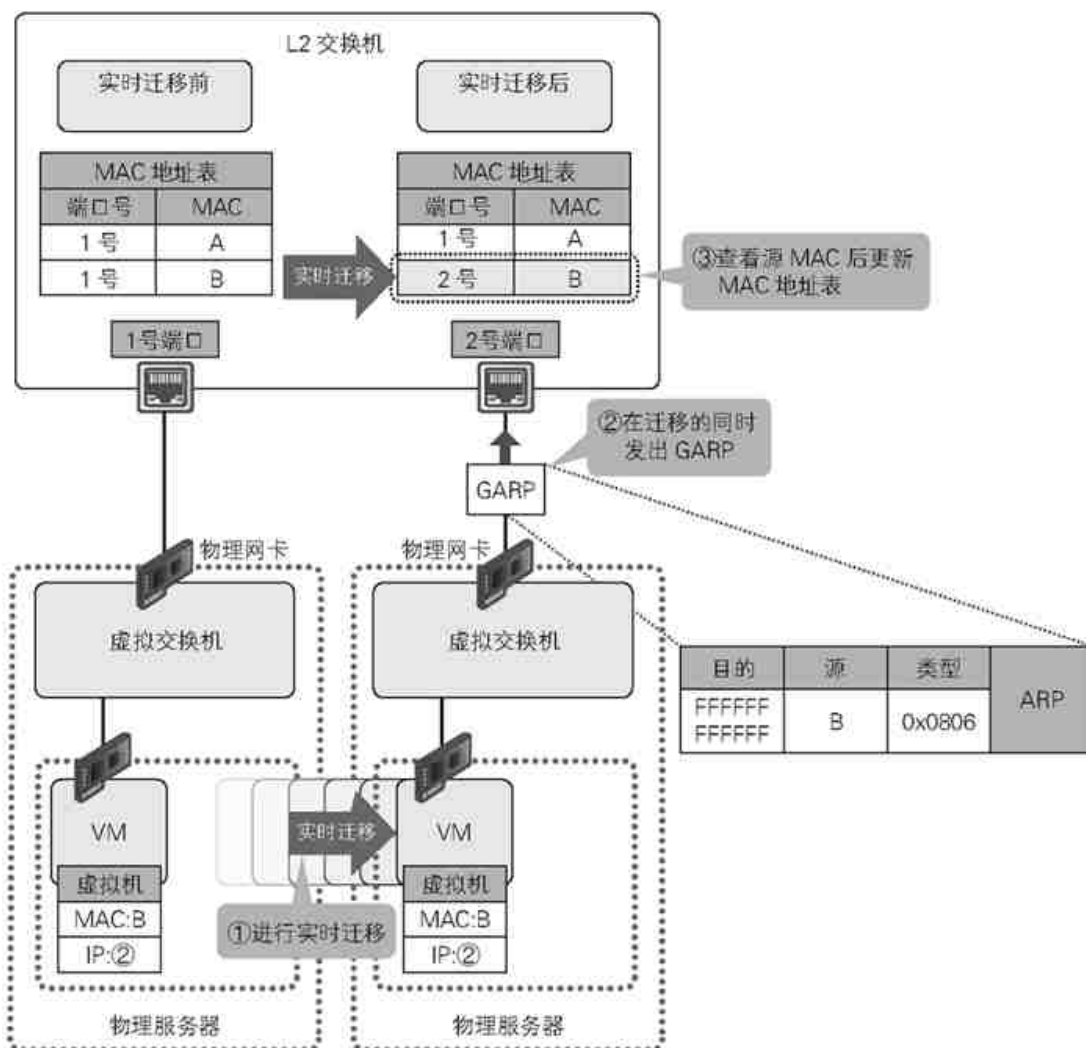 L2 交换机
实时迁移前
实时迁移后
MAC 地址表
端口号 MAC
1 号 A
1 号 B
实时迁移
MAC 地址表
端口号 MAC
1 号 A
2 号 B
③查看源 MAC 后更新
MAC 地址表
1号端口
2号端口
②在迁移的同时
发出 GARP
GARP
物理网卡
物理网卡
虚拟交换机
虚拟交换机
目的 源 类型 ARP
FFFFFF
FFFFFF
B 0x0806
VM
实时迁移
VM
虚拟机
MAC:B
IP:②
①进行实时迁移
虚拟机
MAC:B
IP:②
物理服务器
物理服务器